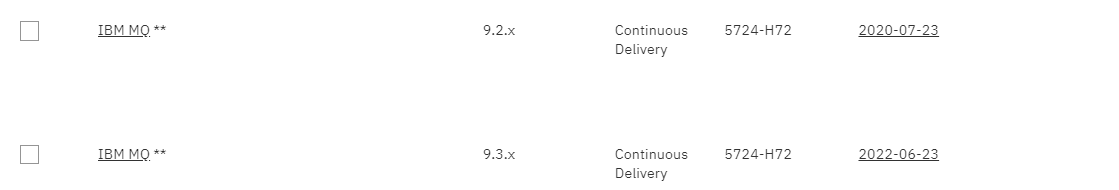 IBM MQ ** 9.2.x Continuous 5724-H72 2020-07-23
Delivery
IBM MQ ** 9.3.x Continuous 5724-H72 2022-06-23
Delivery